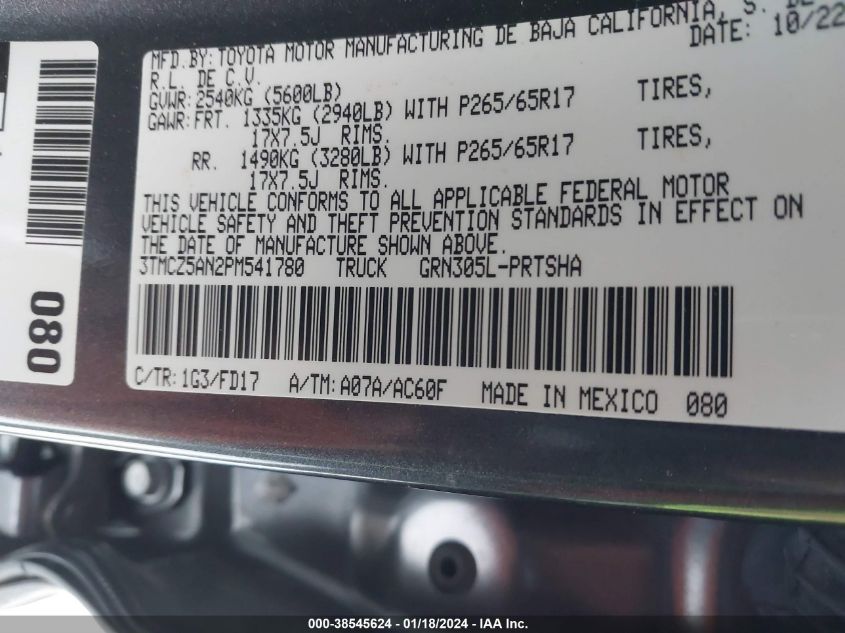 MFD.BY: TOYOTA MOTOR MANUFACTURING DE BAJA CALIFORNIA, S. DE
R.L. DE C.V. DATE: 10/22
GVWR: 2540KG (5600LB)
GAWR: FRT. 1335KG (2940LB) WITH P265/65R17 TIRES,
17X7.5J RIMS.
RR. 1490KG (3280LB) WITH P265/65R17 TIRES,
17X7.5J RIMS.
THIS VEHICLE CONFORMS TO ALL APPLICABLE FEDERAL MOTOR
VEHICLE SAFETY AND THEFT PREVENTION STANDARDS IN EFFECT ON
THE DATE OF MANUFACTURE SHOWN ABOVE.
3TMCZ5AN2PM541780 TRUCK GRN305L-PRTSHA
C/TR: 1G3/FD17 A/TM: A07A/AC60F MADE IN MEXICO 080
080
000-38545624 - 01/18/2024 - IAA Inc.